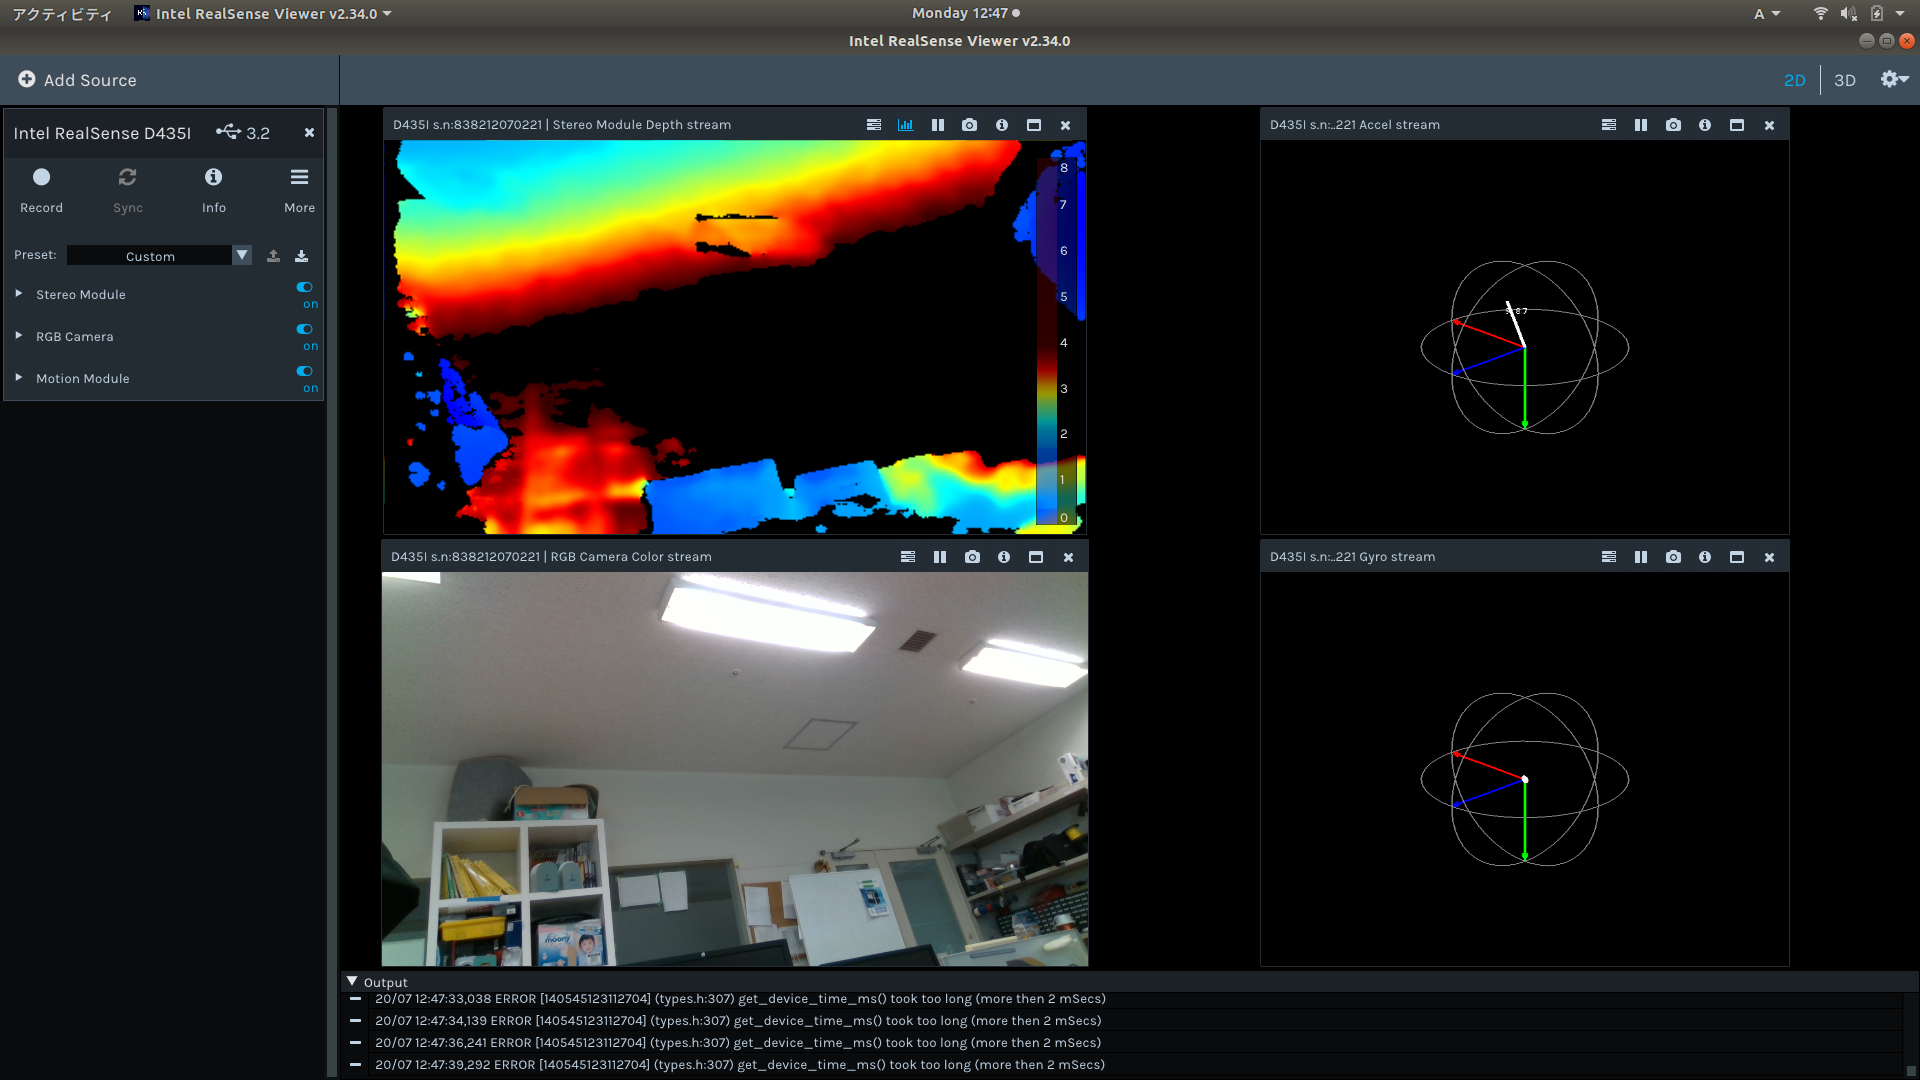 アクティビティ
Intel RealSense Viewer v2.34.0
Monday 12:47
A
Intel RealSense Viewer v2.34.0
Add Source
2D
3D
Intel RealSense D435I
3.2
Record
Sync
Info
More
Preset:
Custom
Stereo Module
on
RGB Camera
on
Motion Module
on
D435I s.n:838212070221 | Stereo Module Depth stream
8
7
6
5
4
3
2
1
0
D435I s.n:..221 Accel stream
D435I s.n:838212070221 | RGB Camera Color stream
moony
D435I s.n:..221 Gyro stream
Output
20/07 12:47:33,038 ERROR [140545123112704] (types.h:307) get_device_time_ms() took too long (more then 2 mSecs)
20/07 12:47:34,139 ERROR [140545123112704] (types.h:307) get_device_time_ms() took too long (more then 2 mSecs)
20/07 12:47:36,241 ERROR [140545123112704] (types.h:307) get_device_time_ms() took too long (more then 2 mSecs)
20/07 12:47:39,292 ERROR [140545123112704] (types.h:307) get_device_time_ms() took too long (more then 2 mSecs)